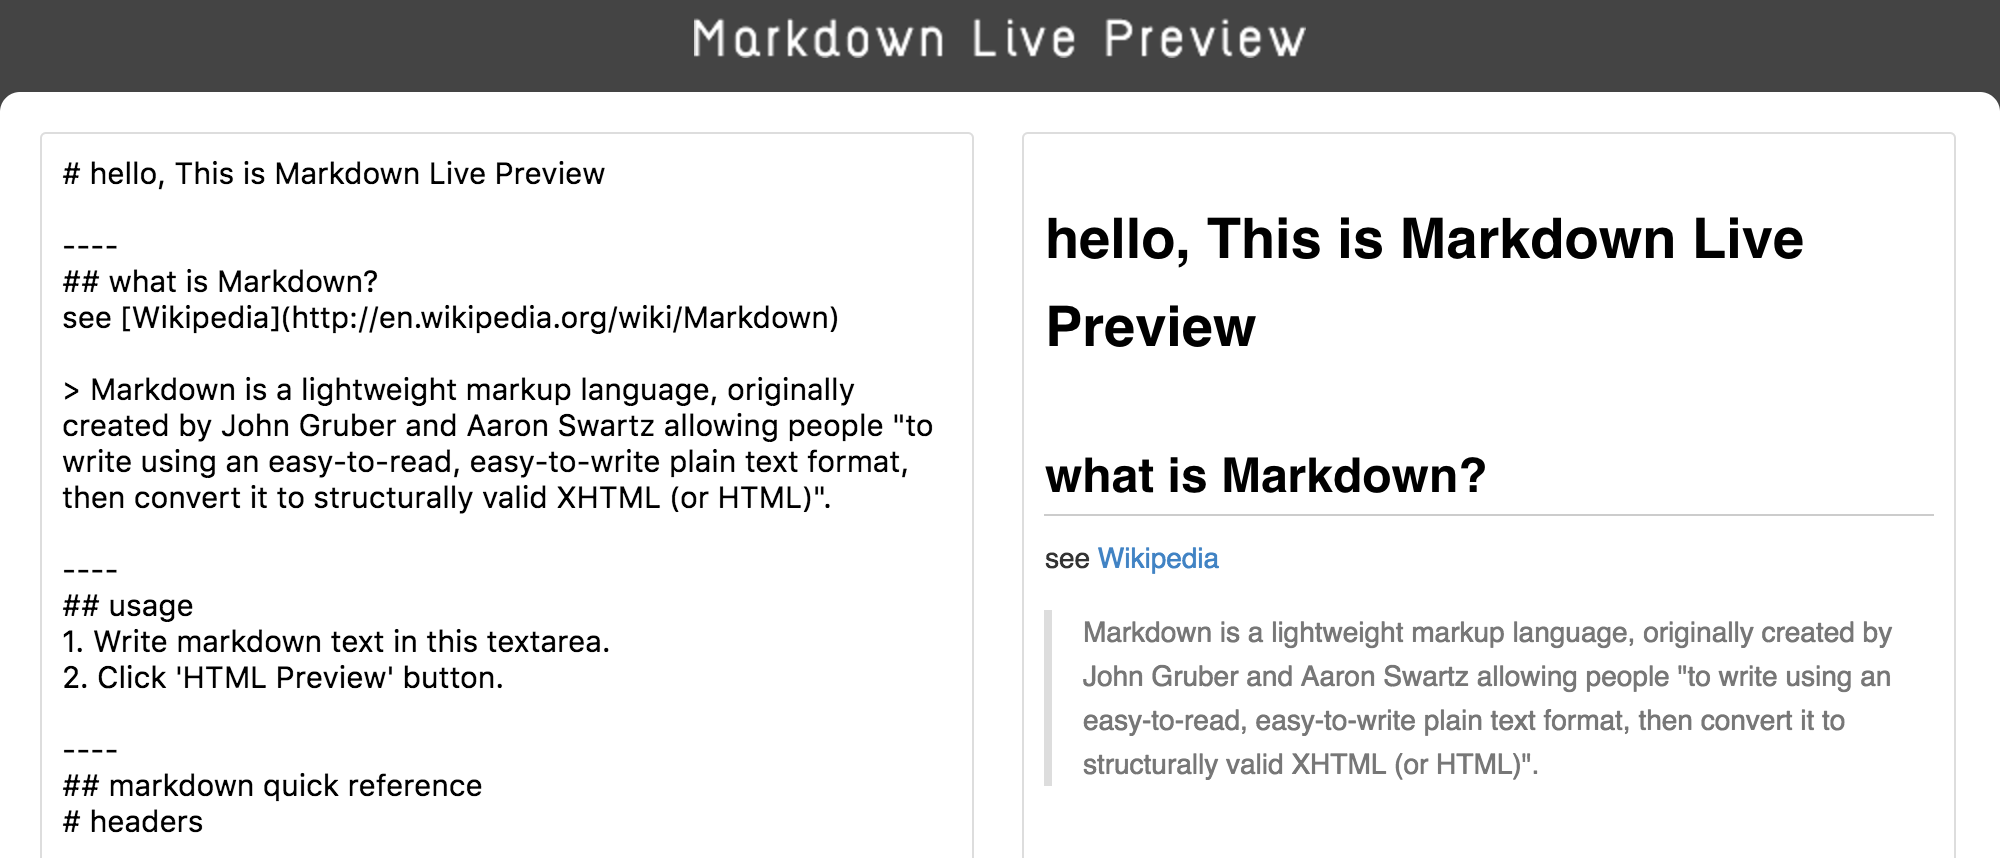 Markdown Live Preview
# hello, This is Markdown Live Preview
----
## what is Markdown?
see [Wikipedia](http://en.wikipedia.org/wiki/Markdown)
> Markdown is a lightweight markup language, originally
created by John Gruber and Aaron Swartz allowing people "to
write using an easy-to-read, easy-to-write plain text format,
then convert it to structurally valid XHTML (or HTML)".
----
## usage
1. Write markdown text in this textarea.
2. Click 'HTML Preview' button.
----
## markdown quick reference
# headers
hello, This is Markdown Live
Preview
what is Markdown?
see Wikipedia
Markdown is a lightweight markup language, originally created by
John Gruber and Aaron Swartz allowing people "to write using an
easy-to-read, easy-to-write plain text format, then convert it to
structurally valid XHTML (or HTML)".